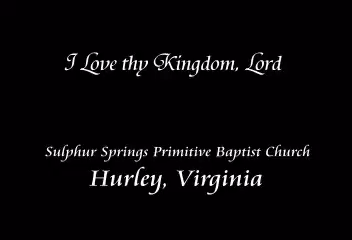 I Love thy Kingdom, Lord
Sulphur Springs Primitive Baptist Church
Hurley, Virginia